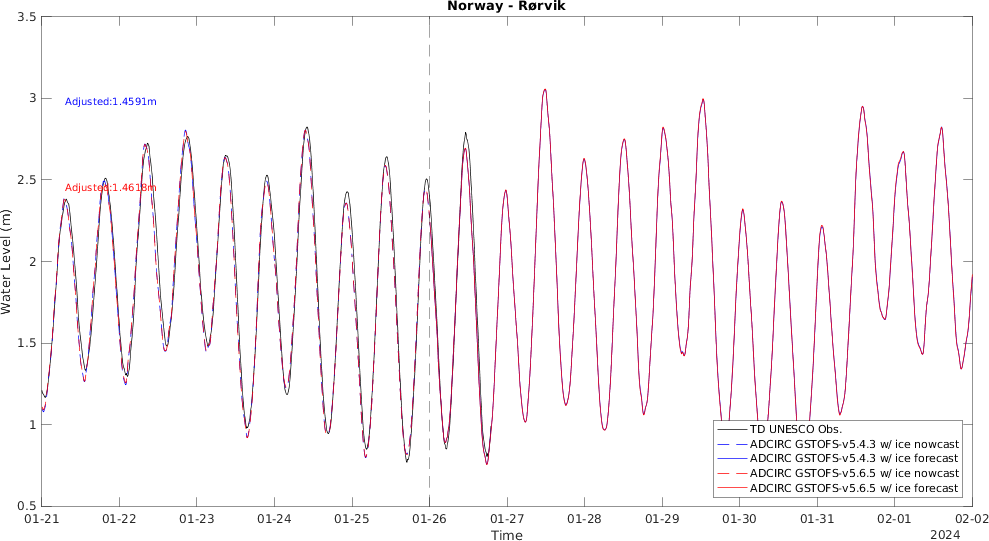 Norway - Rørvik
3.5
3
2.5
2
1.5
1
0.5
Water Level (m)
Adjusted:1.4591m
Adjusted:1.4618m
TD UNESCO Obs.
ADCIRC GSTOFS-v5.4.3 w/ ice nowcast
ADCIRC GSTOFS-v5.4.3 w/ ice forecast
ADCIRC GSTOFS-v5.6.5 w/ ice nowcast
ADCIRC GSTOFS-v5.6.5 w/ ice forecast
01-21 01-22 01-23 01-24 01-25 01-26 01-27 01-28 01-29 01-30 01-31 02-01 02-02
Time
2024